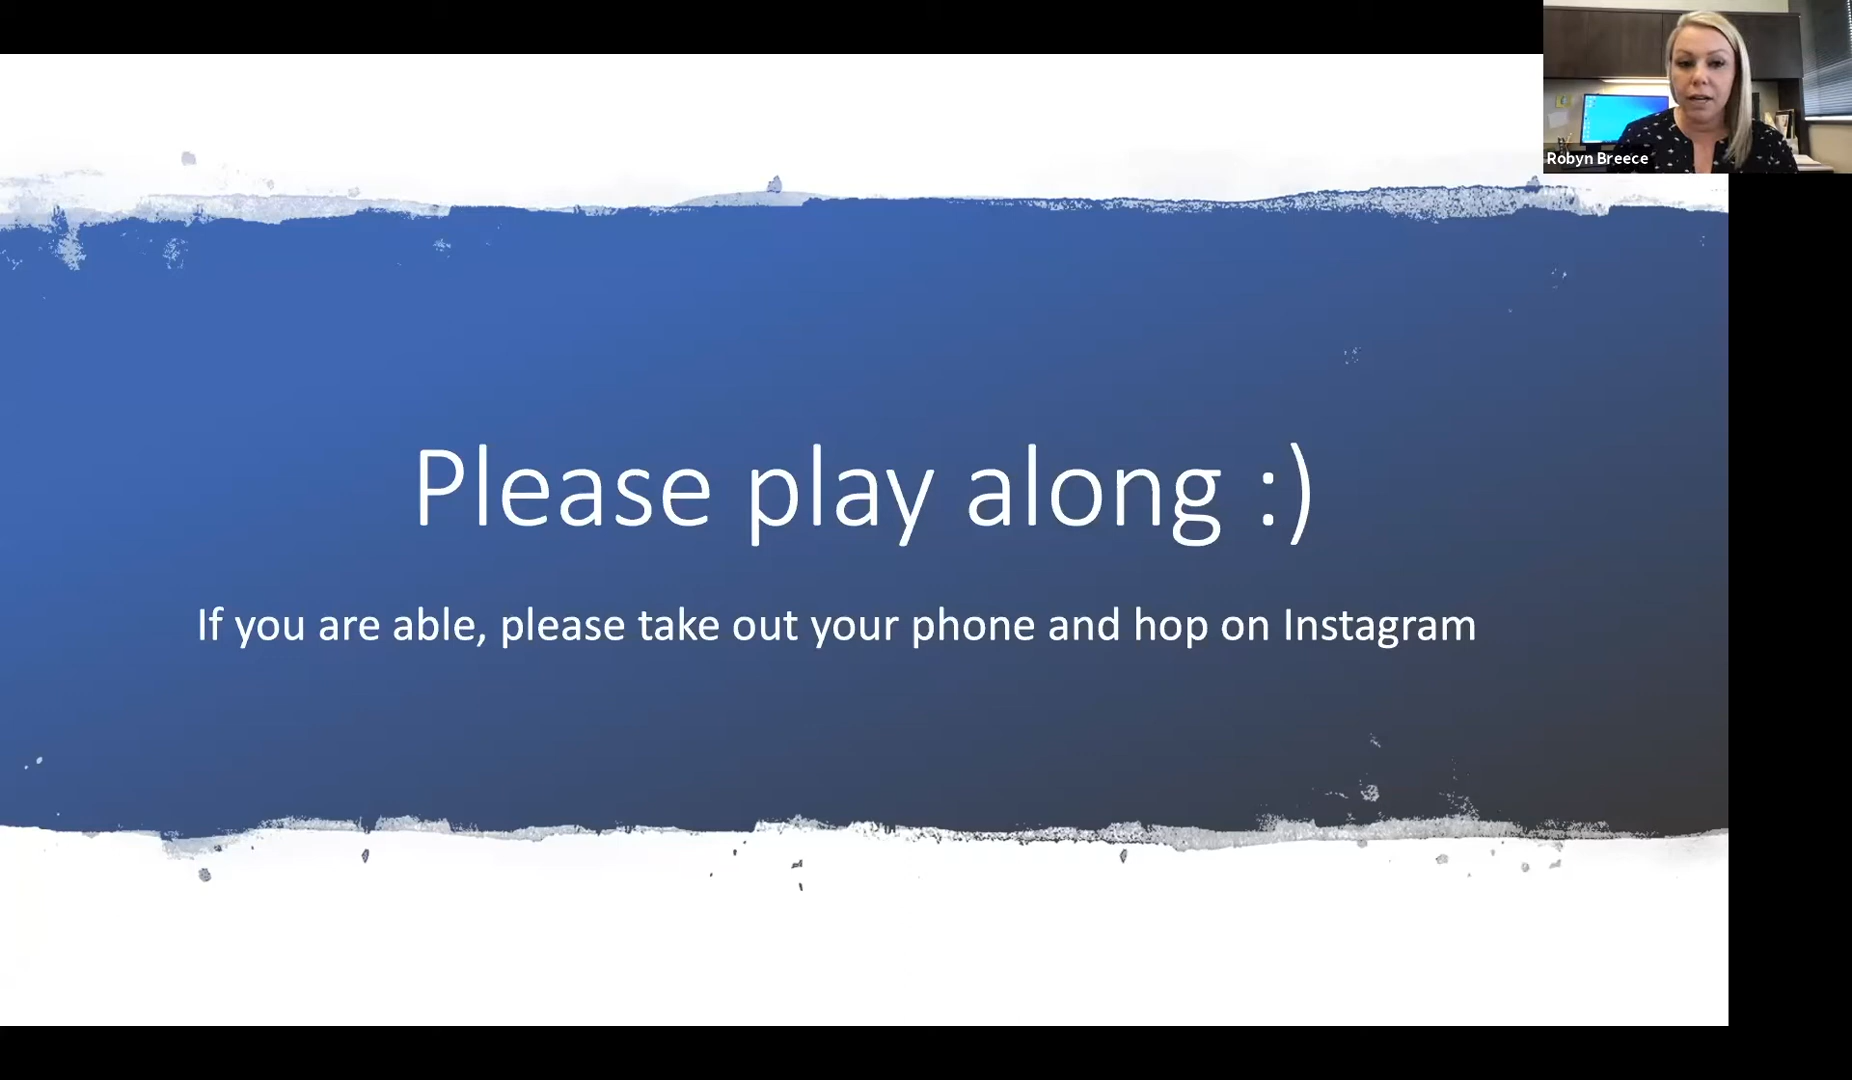 Robyn Breece
Please play along :)
If you are able, please take out your phone and hop on Instagram